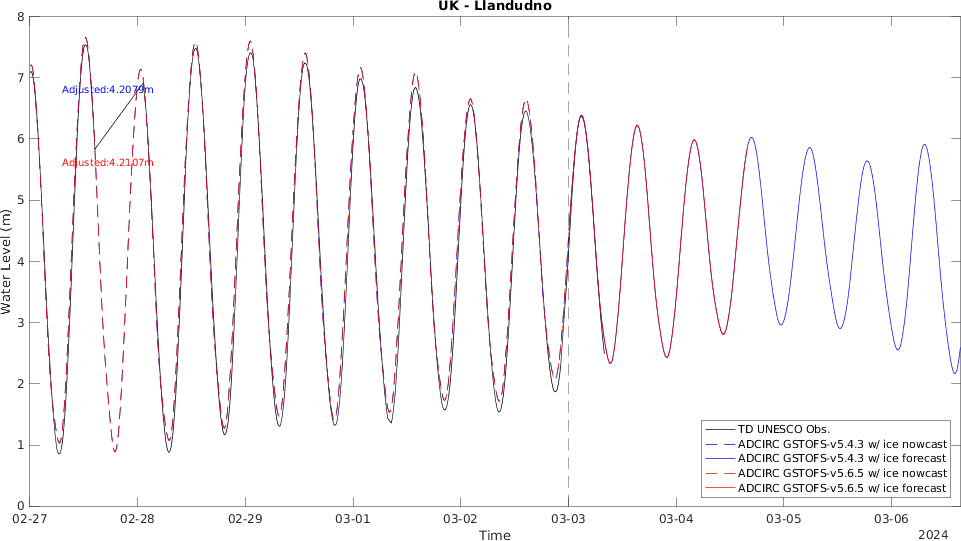 UK - Llandudno
8
7
6
5
4
3
2
1
0
Water Level (m)
Adjusted:4.2079m
Adjusted:4.2107m
TD UNESCO Obs.
ADCIRC GSTOFS-v5.4.3 w/ ice nowcast
ADCIRC GSTOFS-v5.4.3 w/ ice forecast
ADCIRC GSTOFS-v5.6.5 w/ ice nowcast
ADCIRC GSTOFS-v5.6.5 w/ ice forecast
02-27 02-28 02-29 03-01 03-02 03-03 03-04 03-05 03-06
Time
2024